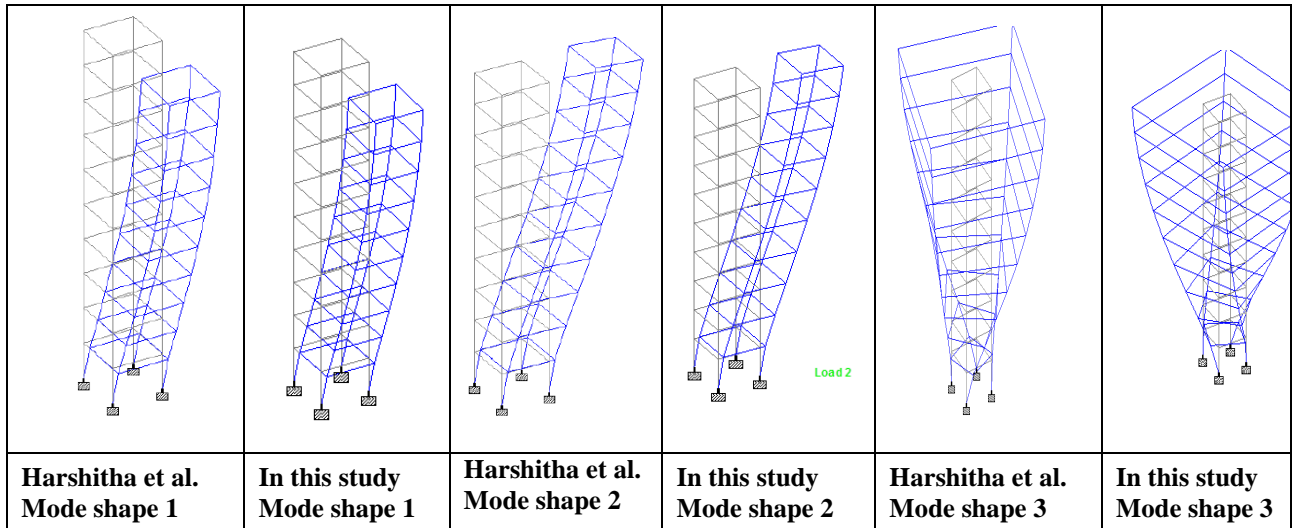 Load 2
Harshitha et al.
Mode shape 1
In this study
Mode shape 1
Harshitha et al.
Mode shape 2
In this study
Mode shape 2
Harshitha et al.
Mode shape 3
In this study
Mode shape 3